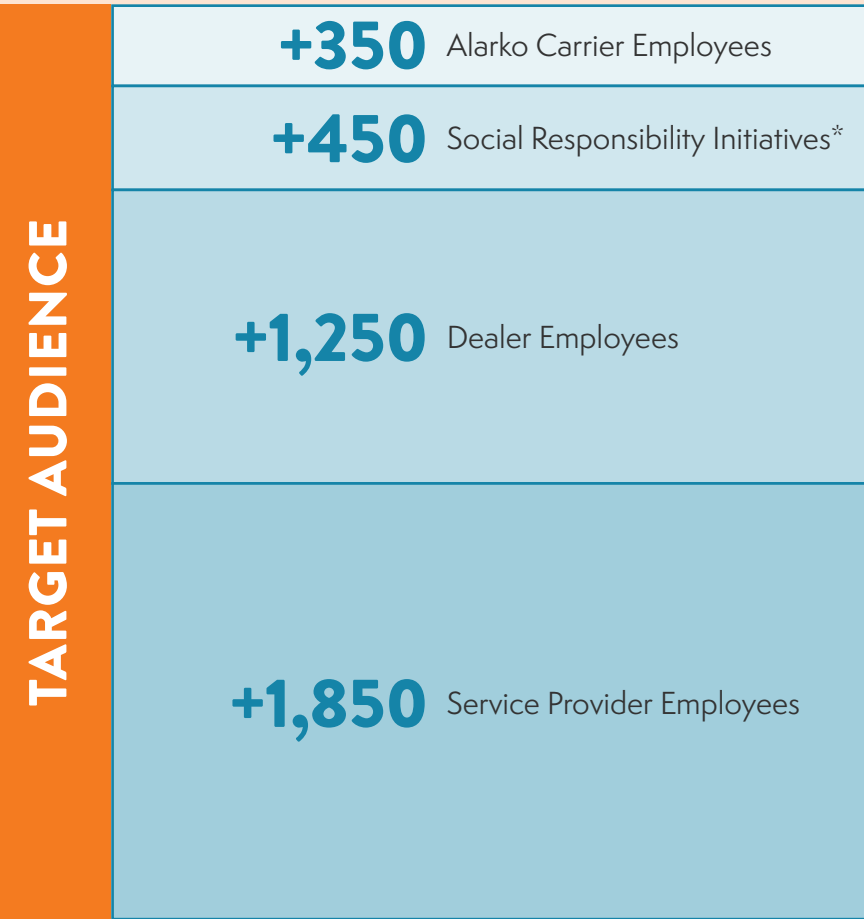 TARGET AUDIENCE
+350 Alarko Carrier Employees
+450 Social Responsibility Initiatives*
+1,250 Dealer Employees
+1,850 Service Provider Employees